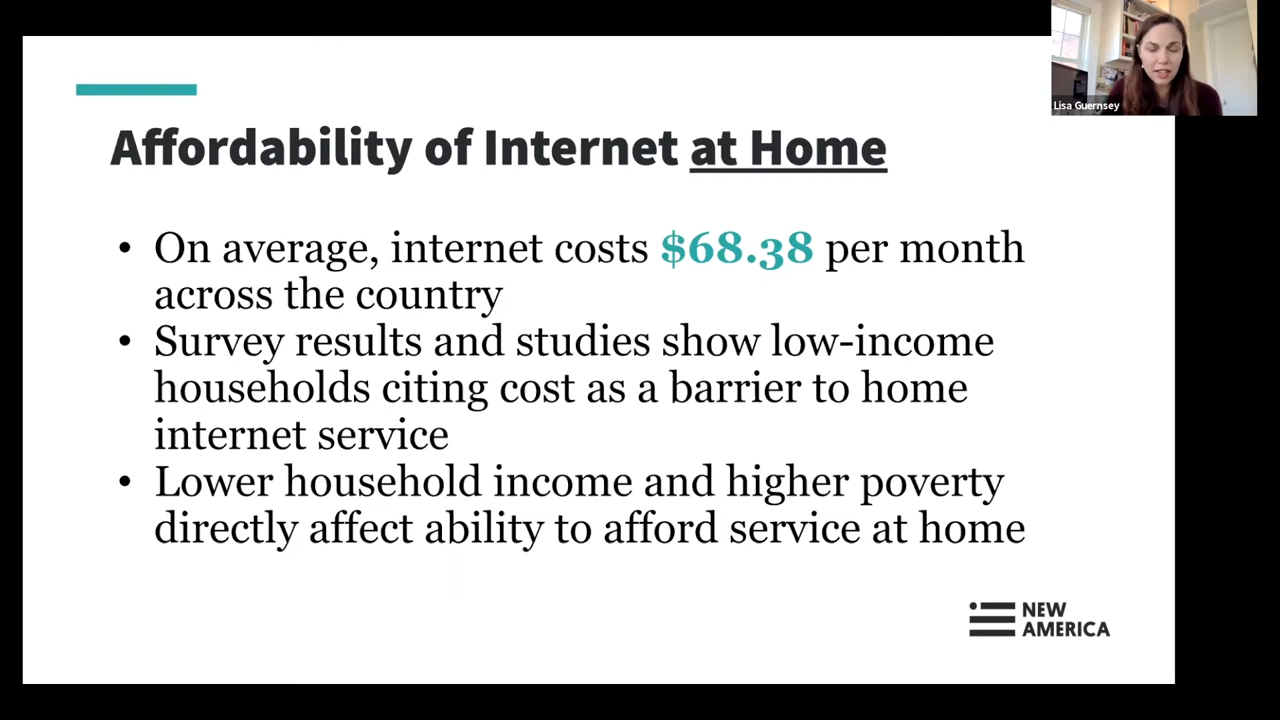 Lisa Guernsey
Affordability of Internet at Home
• On average, internet costs $68.38 per month
across the country
• Survey results and studies show low-income
households citing cost as a barrier to home
internet service
• Lower household income and higher poverty
directly affect ability to afford service at home
NEW
AMERICA